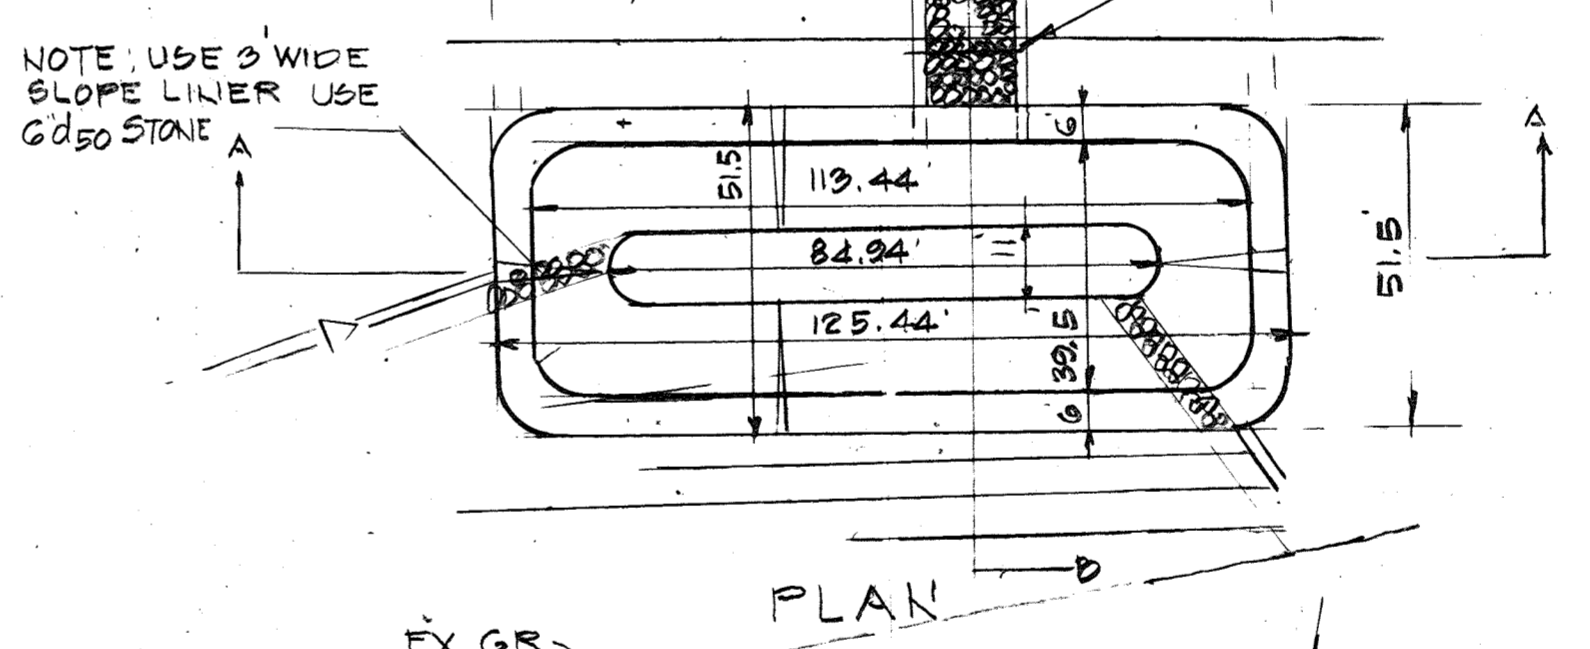 NOTE: USE 3' WIDE
SLOPE LINER USE
6"d50 STONE
A
A
6'
51.5
113.44'
84.94'
11'
51.5'
125.44'
39.5
6
B
PLAN
EX. GR.